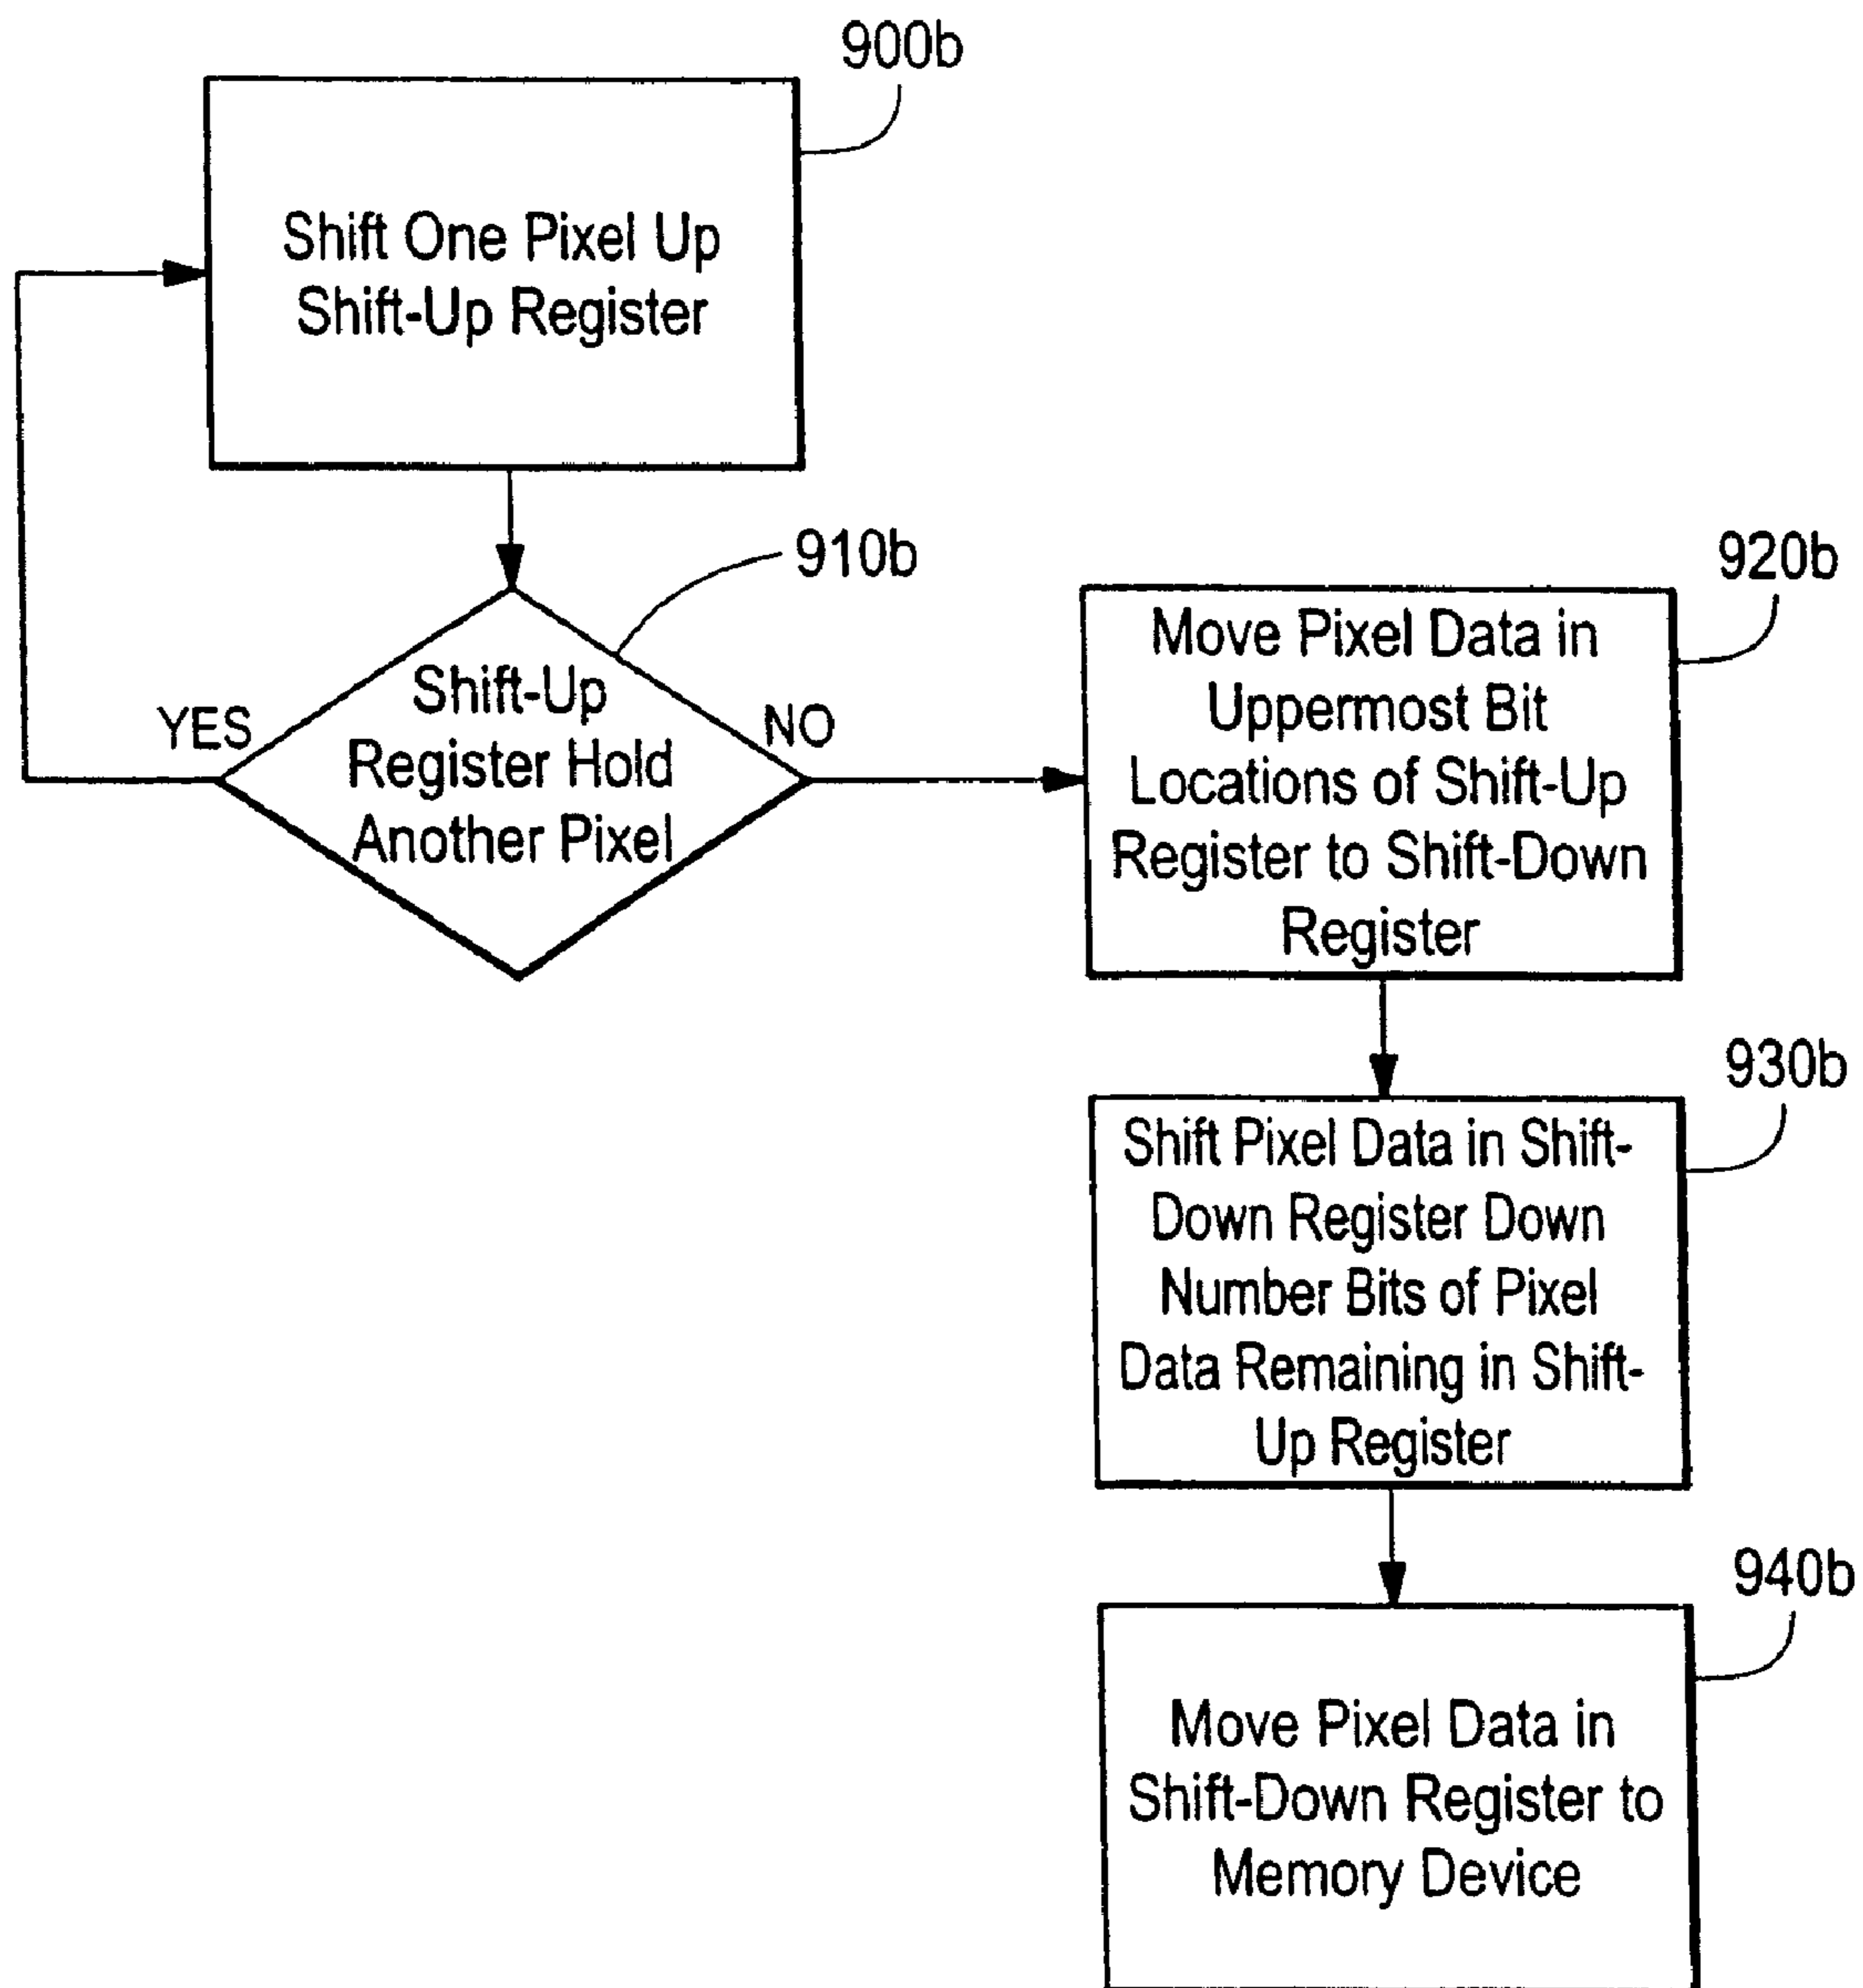 900b
Shift One Pixel Up
Shift-Up Register
910b
Shift-Up
Register Hold
Another Pixel
YES
NO
920b
Move Pixel Data in
Uppermost Bit
Locations of Shift-Up
Register to Shift-Down
Register
930b
Shift Pixel Data in Shift-
Down Register Down
Number Bits of Pixel
Data Remaining in Shift-
Up Register
940b
Move Pixel Data in
Shift-Down Register to
Memory Device